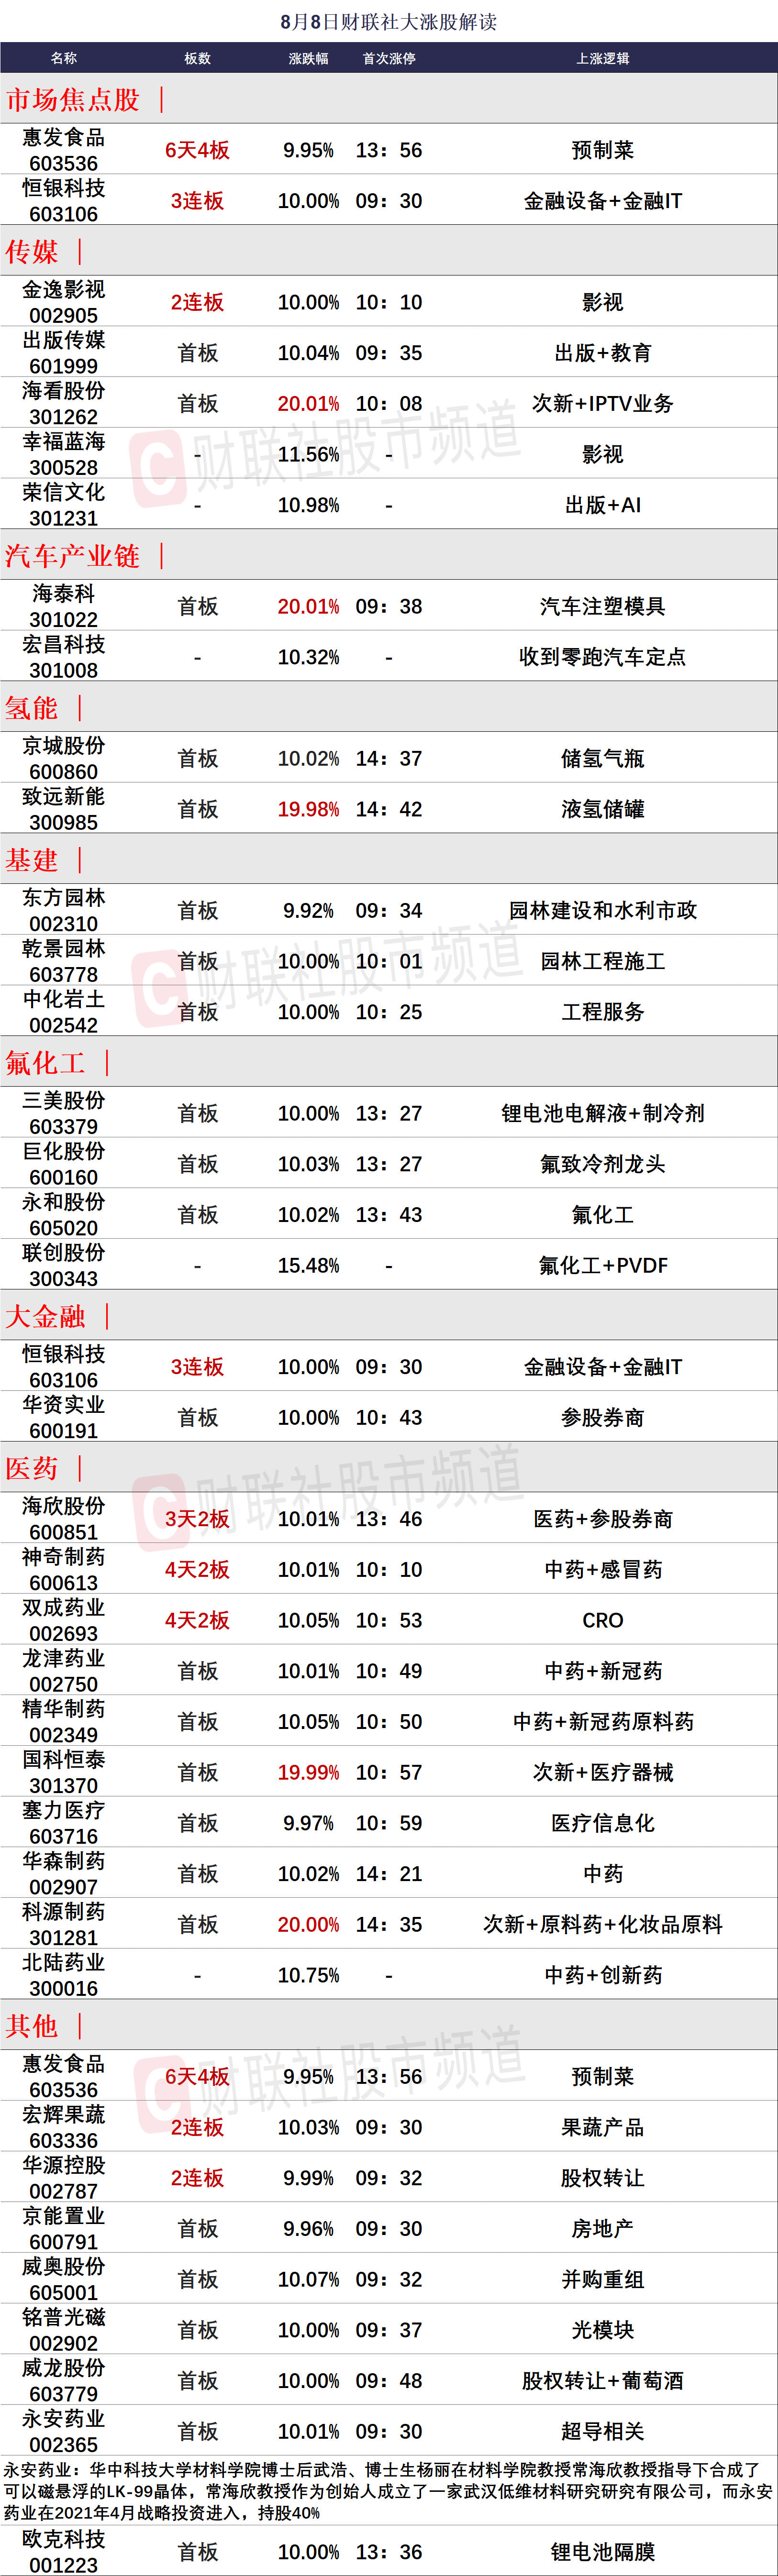 8月8日财联社大涨股解读
名称 板数 涨跌幅 首次涨停 上涨逻辑
市场焦点股
惠发食品 603536 6天4板 9.95% 13：56 预制菜
恒银科技 603106 3连板 10.00% 09：30 金融设备+金融IT
传媒
金逸影视 002905 2连板 10.00% 10：10 影视
出版传媒 601999 首板 10.04% 09：35 出版+教育
海看股份 301262 首板 20.01% 10：08 次新+IPTV业务
幸福蓝海 300528 - 11.56% - 影视
荣信文化 301231 - 10.98% - 出版+AI
财联社股市频道
汽车产业链
海泰科 301022 首板 20.01% 09：38 汽车注塑模具
宏昌科技 301008 - 10.32% - 收到零跑汽车定点
氢能
京城股份 600860 首板 10.02% 14：37 储氢气瓶
致远新能 300985 首板 19.98% 14：42 液氢储罐
基建
东方园林 002310 首板 9.92% 09：34 园林建设和水利市政
乾景园林 603778 首板 10.00% 10：01 园林工程施工
中化岩土 002542 首板 10.00% 10：25 工程服务
财联社股市频道
氟化工
三美股份 603379 首板 10.00% 13：27 锂电池电解液+制冷剂
巨化股份 600160 首板 10.03% 13：27 氟致冷剂龙头
永和股份 605020 首板 10.02% 13：43 氟化工
联创股份 300343 - 15.48% - 氟化工+PVDF
大金融
恒银科技 603106 3连板 10.00% 09：30 金融设备+金融IT
华资实业 600191 首板 10.00% 10：43 参股券商
医药
财联社股市频道
海欣股份 600851 3天2板 10.01% 13：46 医药+参股券商
神奇制药 600613 4天2板 10.01% 10：10 中药+感冒药
双成药业 002693 4天2板 10.05% 10：53 CRO
龙津药业 002750 首板 10.01% 10：49 中药+新冠药
精华制药 002349 首板 10.05% 10：50 中药+新冠药原料药
国科恒泰 301370 首板 19.99% 10：57 次新+医疗器械
塞力医疗 603716 首板 9.97% 10：59 医疗信息化
华森制药 002907 首板 10.02% 14：21 中药
科源制药 301281 首板 20.00% 14：35 次新+原料药+化妆品原料
北陆药业 300016 - 10.75% - 中药+创新药
其他
财联社股市频道
惠发食品 603536 6天4板 9.95% 13：56 预制菜
宏辉果蔬 603336 2连板 10.03% 09：30 果蔬产品
华源控股 002787 2连板 9.99% 09：32 股权转让
京能置业 600791 首板 9.96% 09：30 房地产
威奥股份 605001 首板 10.07% 09：32 并购重组
铭普光磁 002902 首板 10.00% 09：37 光模块
威龙股份 603779 首板 10.00% 09：48 股权转让+葡萄酒
永安药业 002365 首板 10.01% 09：30 超导相关
永安药业：华中科技大学材料学院博士后武浩、博士生杨丽在材料学院教授常海欣教授指导下合成了
可以磁悬浮的LK-99晶体，常海欣教授作为创始人成立了一家武汉低维材料研究研究有限公司，而永安
药业在2021年4月战略投资进入，持股40%
欧克科技 001223 首板 10.00% 13：36 锂电池隔膜